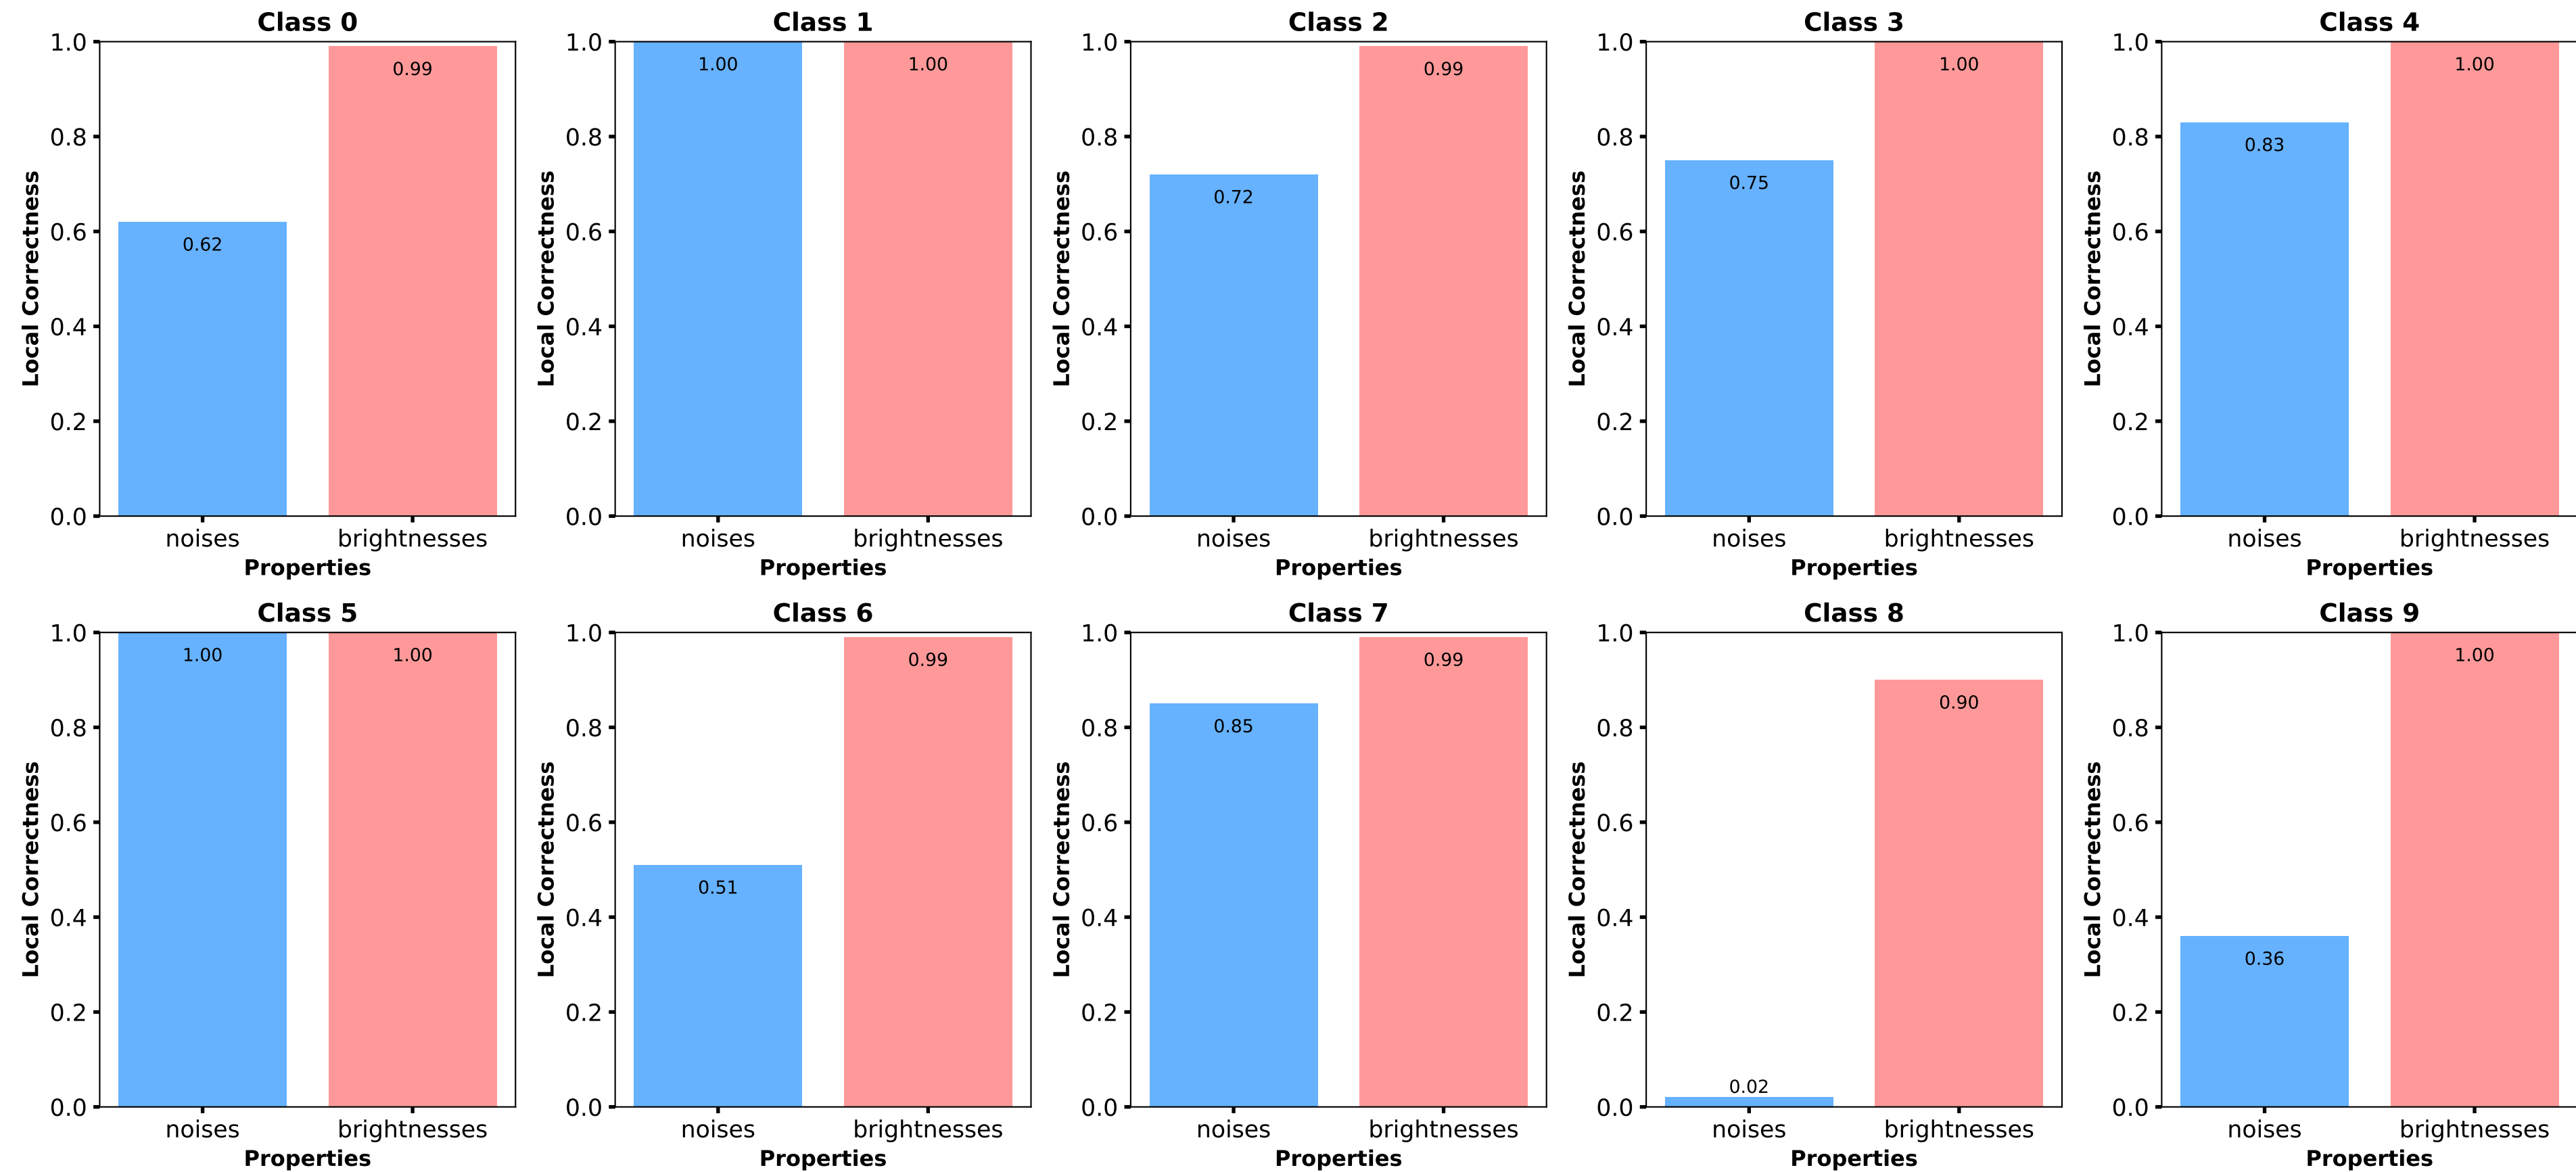 Class 0
1.0
0.8
0.6
0.4
0.2
0.0
Local Correctness
0.62
0.99
noises brightnesses
Properties
Class 1
1.0
0.8
0.6
0.4
0.2
0.0
Local Correctness
1.00
1.00
noises brightnesses
Properties
Class 2
1.0
0.8
0.6
0.4
0.2
0.0
Local Correctness
0.72
0.99
noises brightnesses
Properties
Class 3
1.0
0.8
0.6
0.4
0.2
0.0
Local Correctness
0.75
1.00
noises brightnesses
Properties
Class 4
1.0
0.8
0.6
0.4
0.2
0.0
Local Correctness
0.83
1.00
noises brightnesses
Properties
Class 5
1.0
0.8
0.6
0.4
0.2
0.0
Local Correctness
1.00
1.00
noises brightnesses
Properties
Class 6
1.0
0.8
0.6
0.4
0.2
0.0
Local Correctness
0.51
0.99
noises brightnesses
Properties
Class 7
1.0
0.8
0.6
0.4
0.2
0.0
Local Correctness
0.85
0.99
noises brightnesses
Properties
Class 8
1.0
0.8
0.6
0.4
0.2
0.0
Local Correctness
0.02
0.90
noises brightnesses
Properties
Class 9
1.0
0.8
0.6
0.4
0.2
0.0
Local Correctness
0.36
1.00
noises brightnesses
Properties